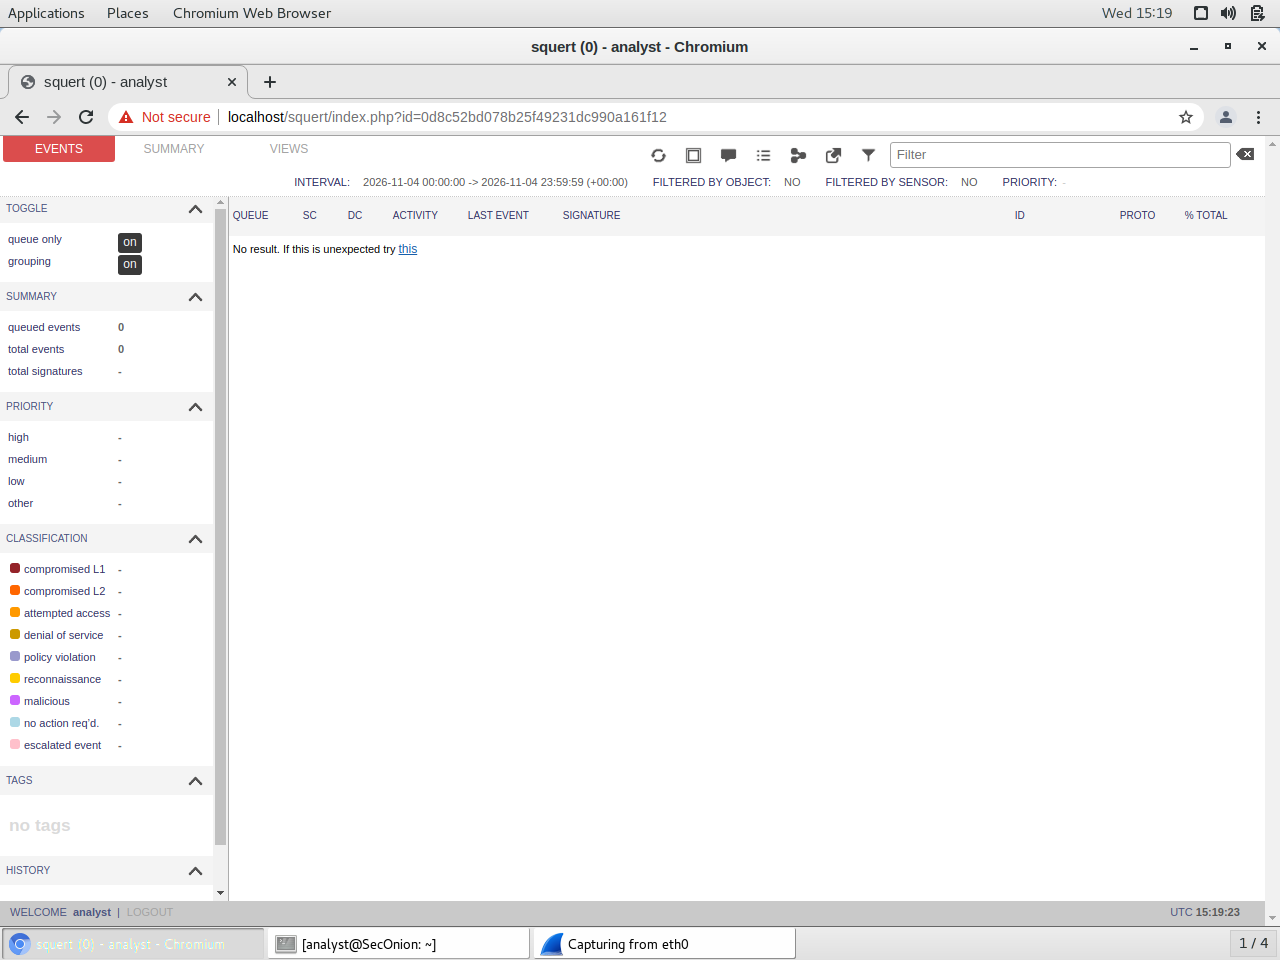 Applications Places Chromium Web Browser Wed 15:19
squert (0) - analyst - Chromium
squert (0) - analyst
Not secure localhost/squert/index.php?id=0d8c52bd078b25f49231dc990a161f12
EVENTS SUMMARY VIEWS Filter
INTERVAL: 2026-11-04 00:00:00 -> 2026-11-04 23:59:59 (+00:00) FILTERED BY OBJECT: NO FILTERED BY SENSOR: NO PRIORITY: -
TOGGLE
queue only on
grouping on
SUMMARY
queued events 0
total events 0
total signatures -
PRIORITY
high -
medium -
low -
other -
CLASSIFICATION
compromised L1 -
compromised L2 -
attempted access -
denial of service -
policy violation -
reconnaissance -
malicious -
no action req'd. -
escalated event -
TAGS
no tags
HISTORY
QUEUE SC DC ACTIVITY LAST EVENT SIGNATURE ID PROTO % TOTAL
No result. If this is unexpected try this
WELCOME analyst | LOGOUT UTC 15:19:23
squert (0) - analyst - Chromium [analyst@SecOnion: ~] Capturing from eth0 1 / 4